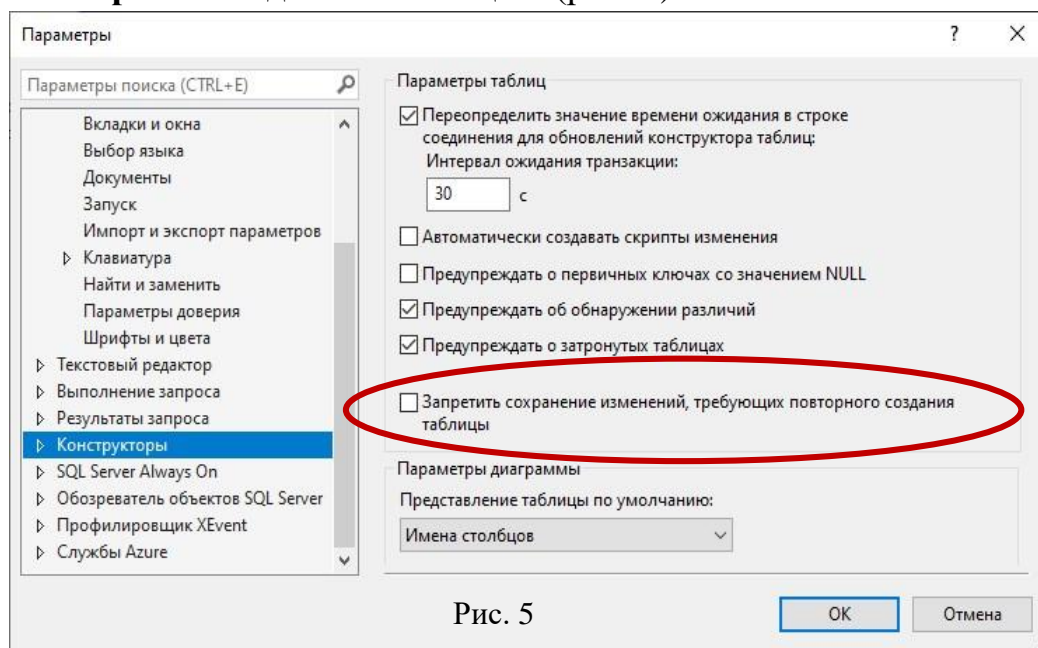 Параметры
?
Параметры поиска (CTRL+E)
Вкладки и окна
Выбор языка
Документы
Запуск
Импорт и экспорт параметров
Клавиатура
Найти и заменить
Параметры доверия
Шрифты и цвета
Текстовый редактор
Выполнение запроса
Результаты запроса
Конструкторы
SQL Server Always On
Обозреватель объектов SQL Server
Профилировщик XEvent
Службы Azure
Параметры таблиц
Переопределить значение времени ожидания в строке
соединения для обновлений конструктора таблиц:
Интервал ожидания транзакции:
30 с
Автоматически создавать скрипты изменения
Предупреждать о первичных ключах со значением NULL
Предупреждать об обнаружении различий
Предупреждать о затронутых таблицах
Запретить сохранение изменений, требующих повторного создания
таблицы
Параметры диаграммы
Представление таблицы по умолчанию:
Имена столбцов
Рис. 5
ОК
Отмена